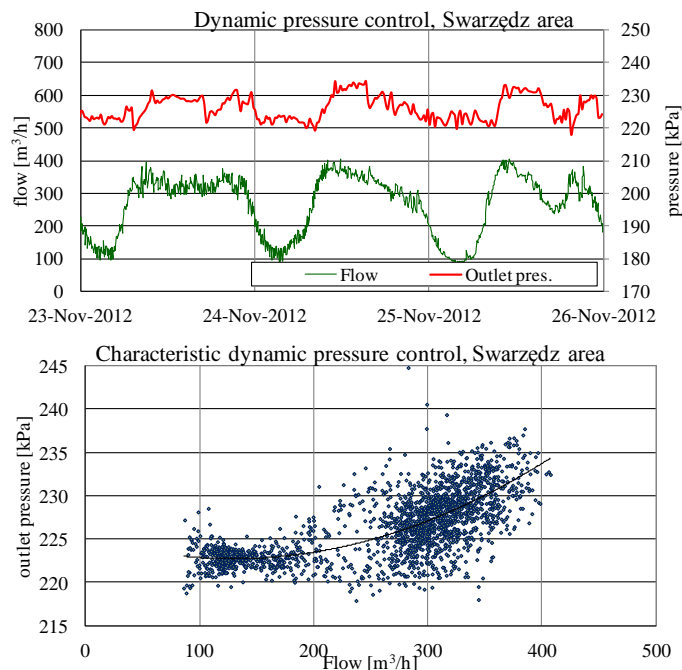 Dynamic pressure control, Swarzędz area
800 250
700 240
600 230
500 220
400 210
300 200
200 190
100 180
0 170
flow [m³/h]
pressure [kPa]
Flow Outlet pres.
23-Nov-2012 24-Nov-2012 25-Nov-2012 26-Nov-2012
Characteristic dynamic pressure control, Swarzędz area
245
240
235
230
225
220
215
outlet pressure [kPa]
0 100 200 300 400 500
Flow [m³/h]